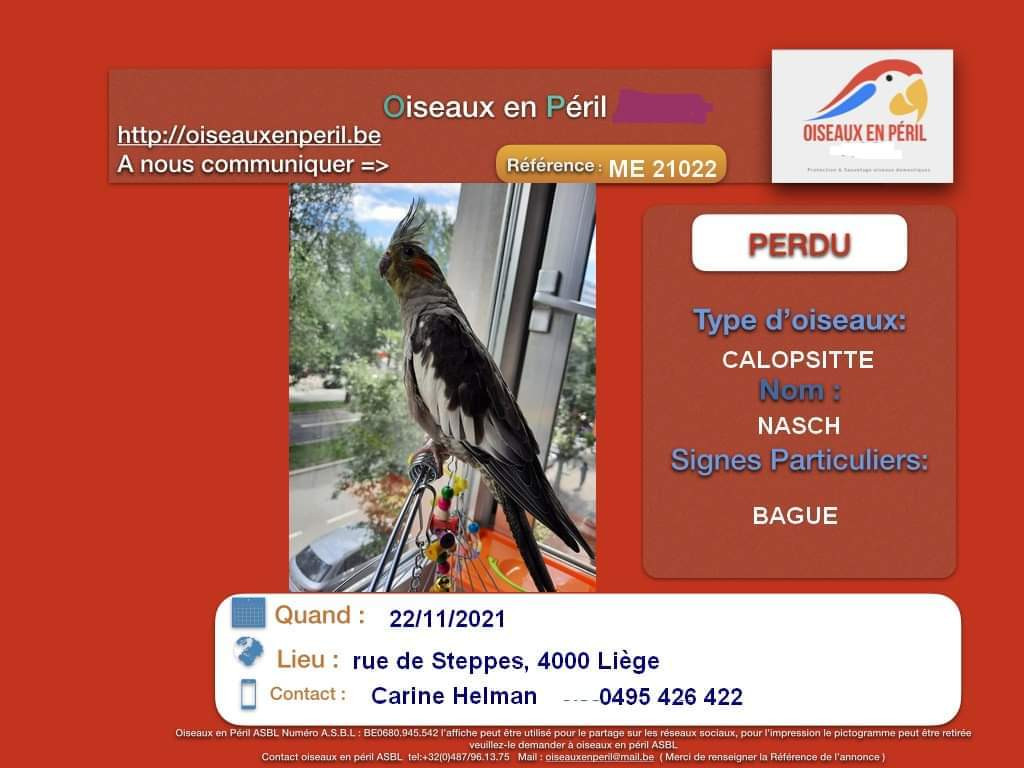 Oiseaux en Péril
http://oiseauxenperil.be
A nous communiquer =>
Référence : ME 21022
OISEAUX EN PÉRIL
Protection & Sauvetage oiseaux domestiques
PERDU
Type d’oiseaux:
CALOPSITTE
Nom :
NASCH
Signes Particuliers:
BAGUE
Quand : 22/11/2021
Lieu : rue de Steppes, 4000 Liège
Contact : Carine Helman 0495 426 422
Oiseaux en Péril ASBL Numéro A.S.B.L : BE0680.945.542 l’affiche peut être utilisé pour le partage sur les réseaux sociaux, pour l’impression le pictogramme peut être retirée
veuillez-le demander à oiseaux en péril ASBL
Contact oiseaux en péril ASBL tel:+32(0)487/96.13.75 Mail : oiseauxenperil@mail.be ( Merci de renseigner la Référence de l’annonce )